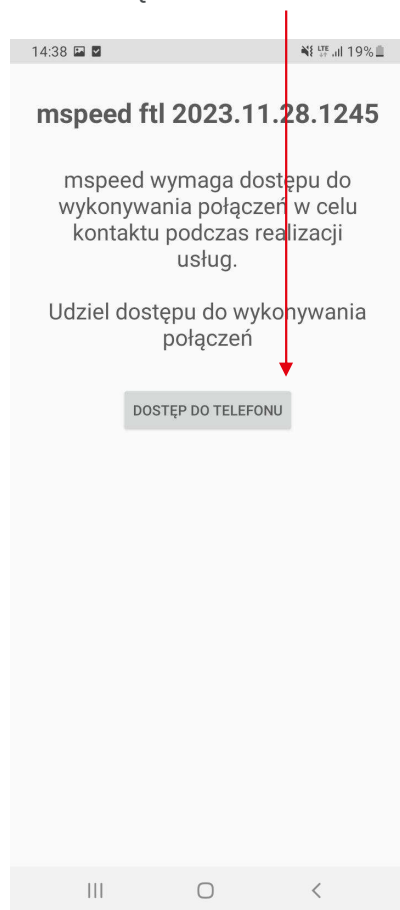 14:38 LTE 19%
mspeed ftl 2023.11.28.1245
mspeed wymaga dostępu do
wykonywania połączeń w celu
kontaktu podczas realizacji
usług.
Udziel dostępu do wykonywania
połączeń
DOSTĘP DO TELEFONU